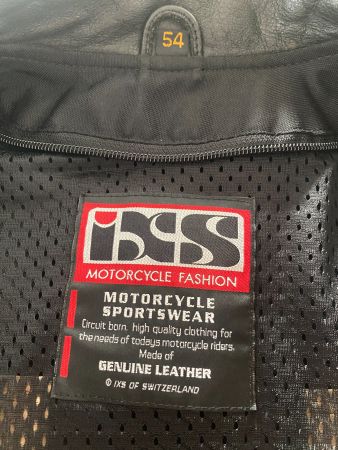 54
iXS
MOTORCYCLE FASHION
MOTORCYCLE
SPORTSWEAR
Circuit born, high quality clothing for
the needs of todays motorcycle riders.
Made of
GENUINE LEATHER
© IXS OF SWITZERLAND